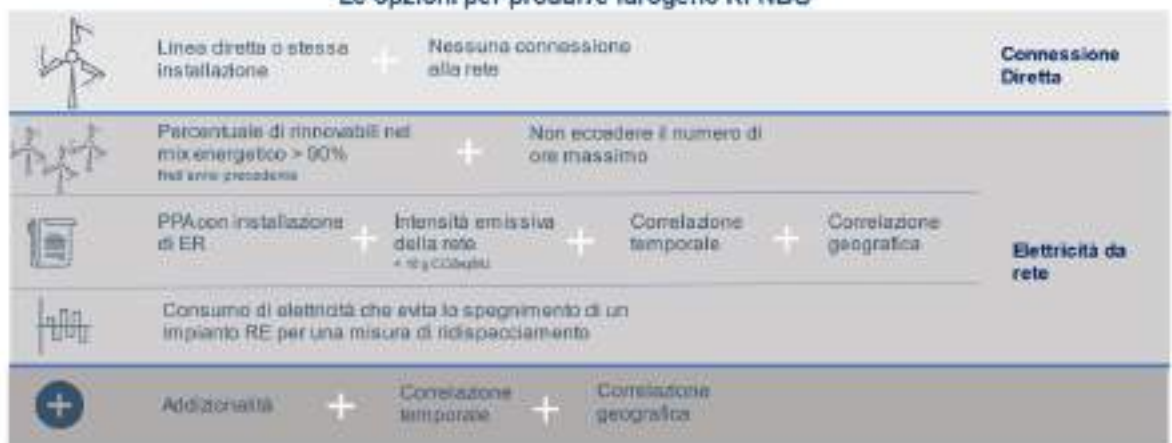 Le opzioni per produrre idrogeno RFNBO
Linea diretta o stessa
installazione
Nessuna connessione
alla rete
Connessione
Diretta
Percentuale di rinnovabili nel
mix energetico > 90%
Nell'anno precedente
Non eccedere il numero di
ore massimo
PPA con installazione
di ER
Intensità emissiva
della rete
Correlazione
temporale
Correlazione
geografica
Elettricità da
rete
Consumo di elettricità che evita lo spegnimento di un
impianto RE per una misura di ridispacciamento
Addizionalità
Correlazione
temporale
Correlazione
geografica